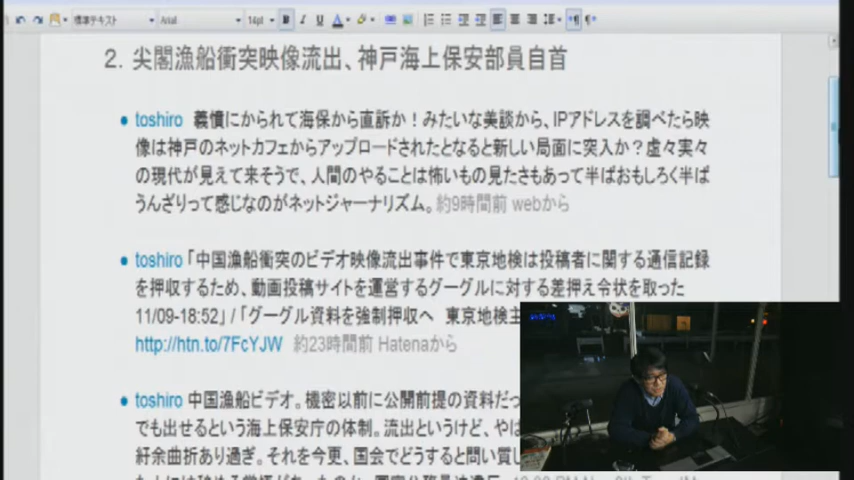 標準テキスト Arial 14pt B I U A
2. 尖閣漁船衝突映像流出、神戸海上保安部員自首
toshiro 義憤にかられて海保から直訴か！みたいな美談から、IPアドレスを調べたら映
像は神戸のネットカフェからアップロードされたとなると新しい局面に突入か？虚々実々
の現代が見えて来そうで、人間のやることは怖いもの見たさもあって半ばおもしろく半ば
うんざりって感じなのがネットジャーナリズム。約9時間前 webから
toshiro「中国漁船衝突のビデオ映像流出事件で東京地検は投稿者に関する通信記録
を押収するため、動画投稿サイトを運営するグーグルに対する差押え令状を取った
11/09-18:52」/「グーグル資料を強制押収へ 東京地検
http://htn.to/7FcYJW 約23時間前 Hatenaから
toshiro 中国漁船ビデオ。機密以前に公開前提の資料だっ
でも出せるという海上保安庁の体制。流出というけど、やは
紆余曲折あり過ぎ。それを今更、国会でどうすると問い質し